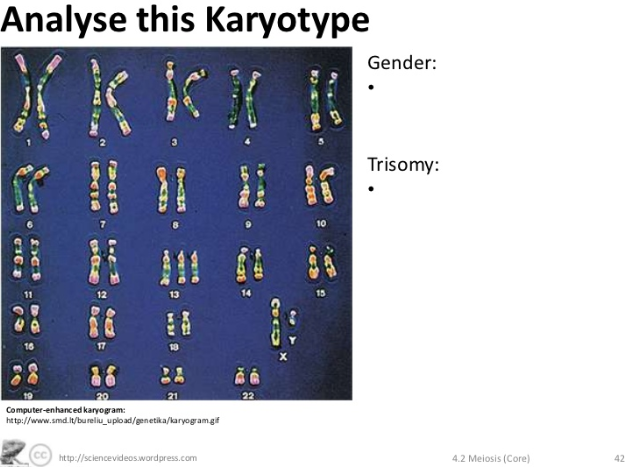 Analyse this Karyotype
Gender:
•
Trisomy:
•
1 2 3 4 5
6 7 8 9 10
11 12 13 14 15
16 17 18 X Y
19 20 21 22
Computer-enhanced karyogram:
http://www.smd.lt/bureliu_upload/genetika/karyogram.gif
cc http://sciencevideos.wordpress.com 4.2 Meiosis (Core) 42